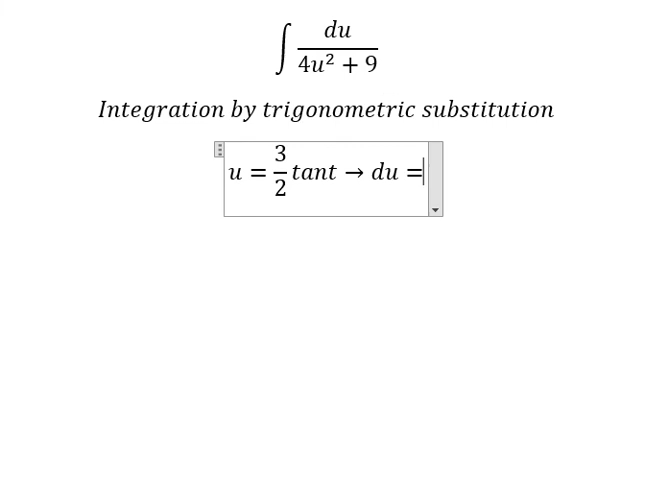 ∫ du / (4u² + 9)
Integration by trigonometric substitution
u = 3/2 tant → du =